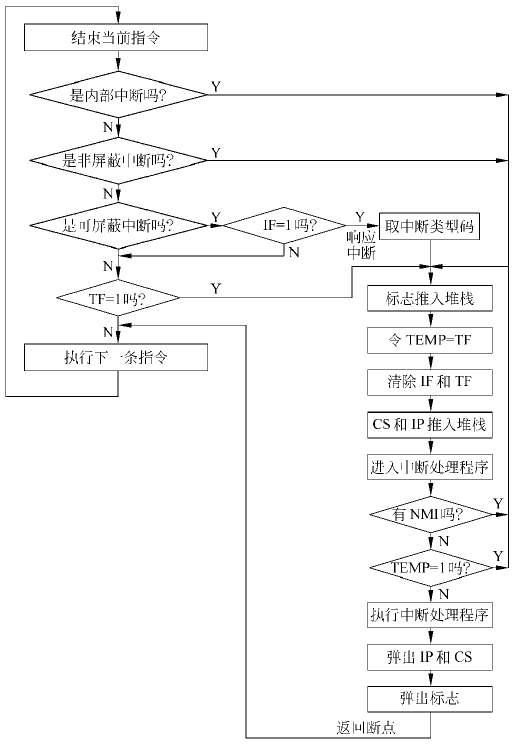 结束当前指令
是内部中断吗?
Y
N
是非屏蔽中断吗?
Y
N
是可屏蔽中断吗?
Y
IF=1吗?
Y
响应
中断
取中断类型码
N
N
TF=1吗?
Y
N
执行下一条指令
标志推入堆栈
令 TEMP=TF
清除 IF 和 TF
CS 和 IP 推入堆栈
进入中断处理程序
有 NMI吗?
Y
N
TEMP=1吗?
Y
N
执行中断处理程序
弹出 IP 和 CS
弹出标志
返回断点